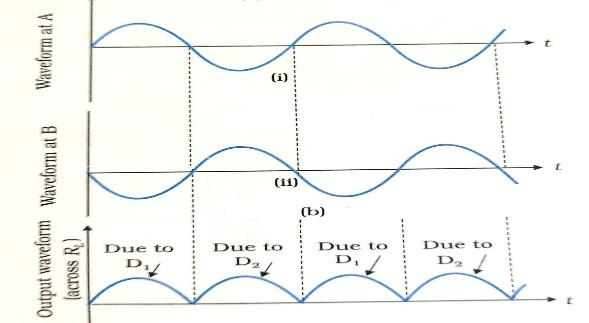 Waveform at A
t
(i)
Waveform at B
t
(ii)
(b)
Output waveform
(across R_L)
Due to
D₁
Due to
D₂
Due to
D₁
Due to
D₂
t